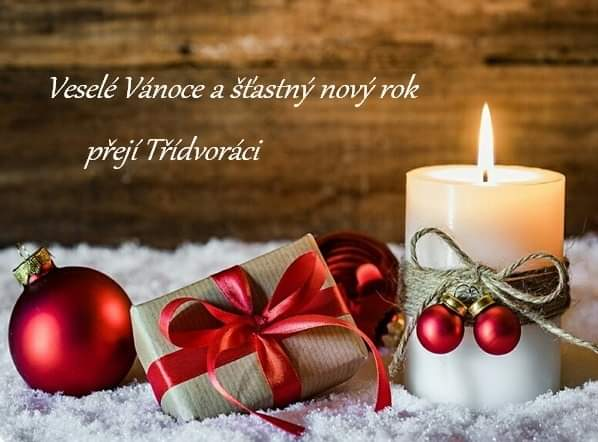 Veselé Vánoce a šťastný nový rok
přejí Třídvoráci